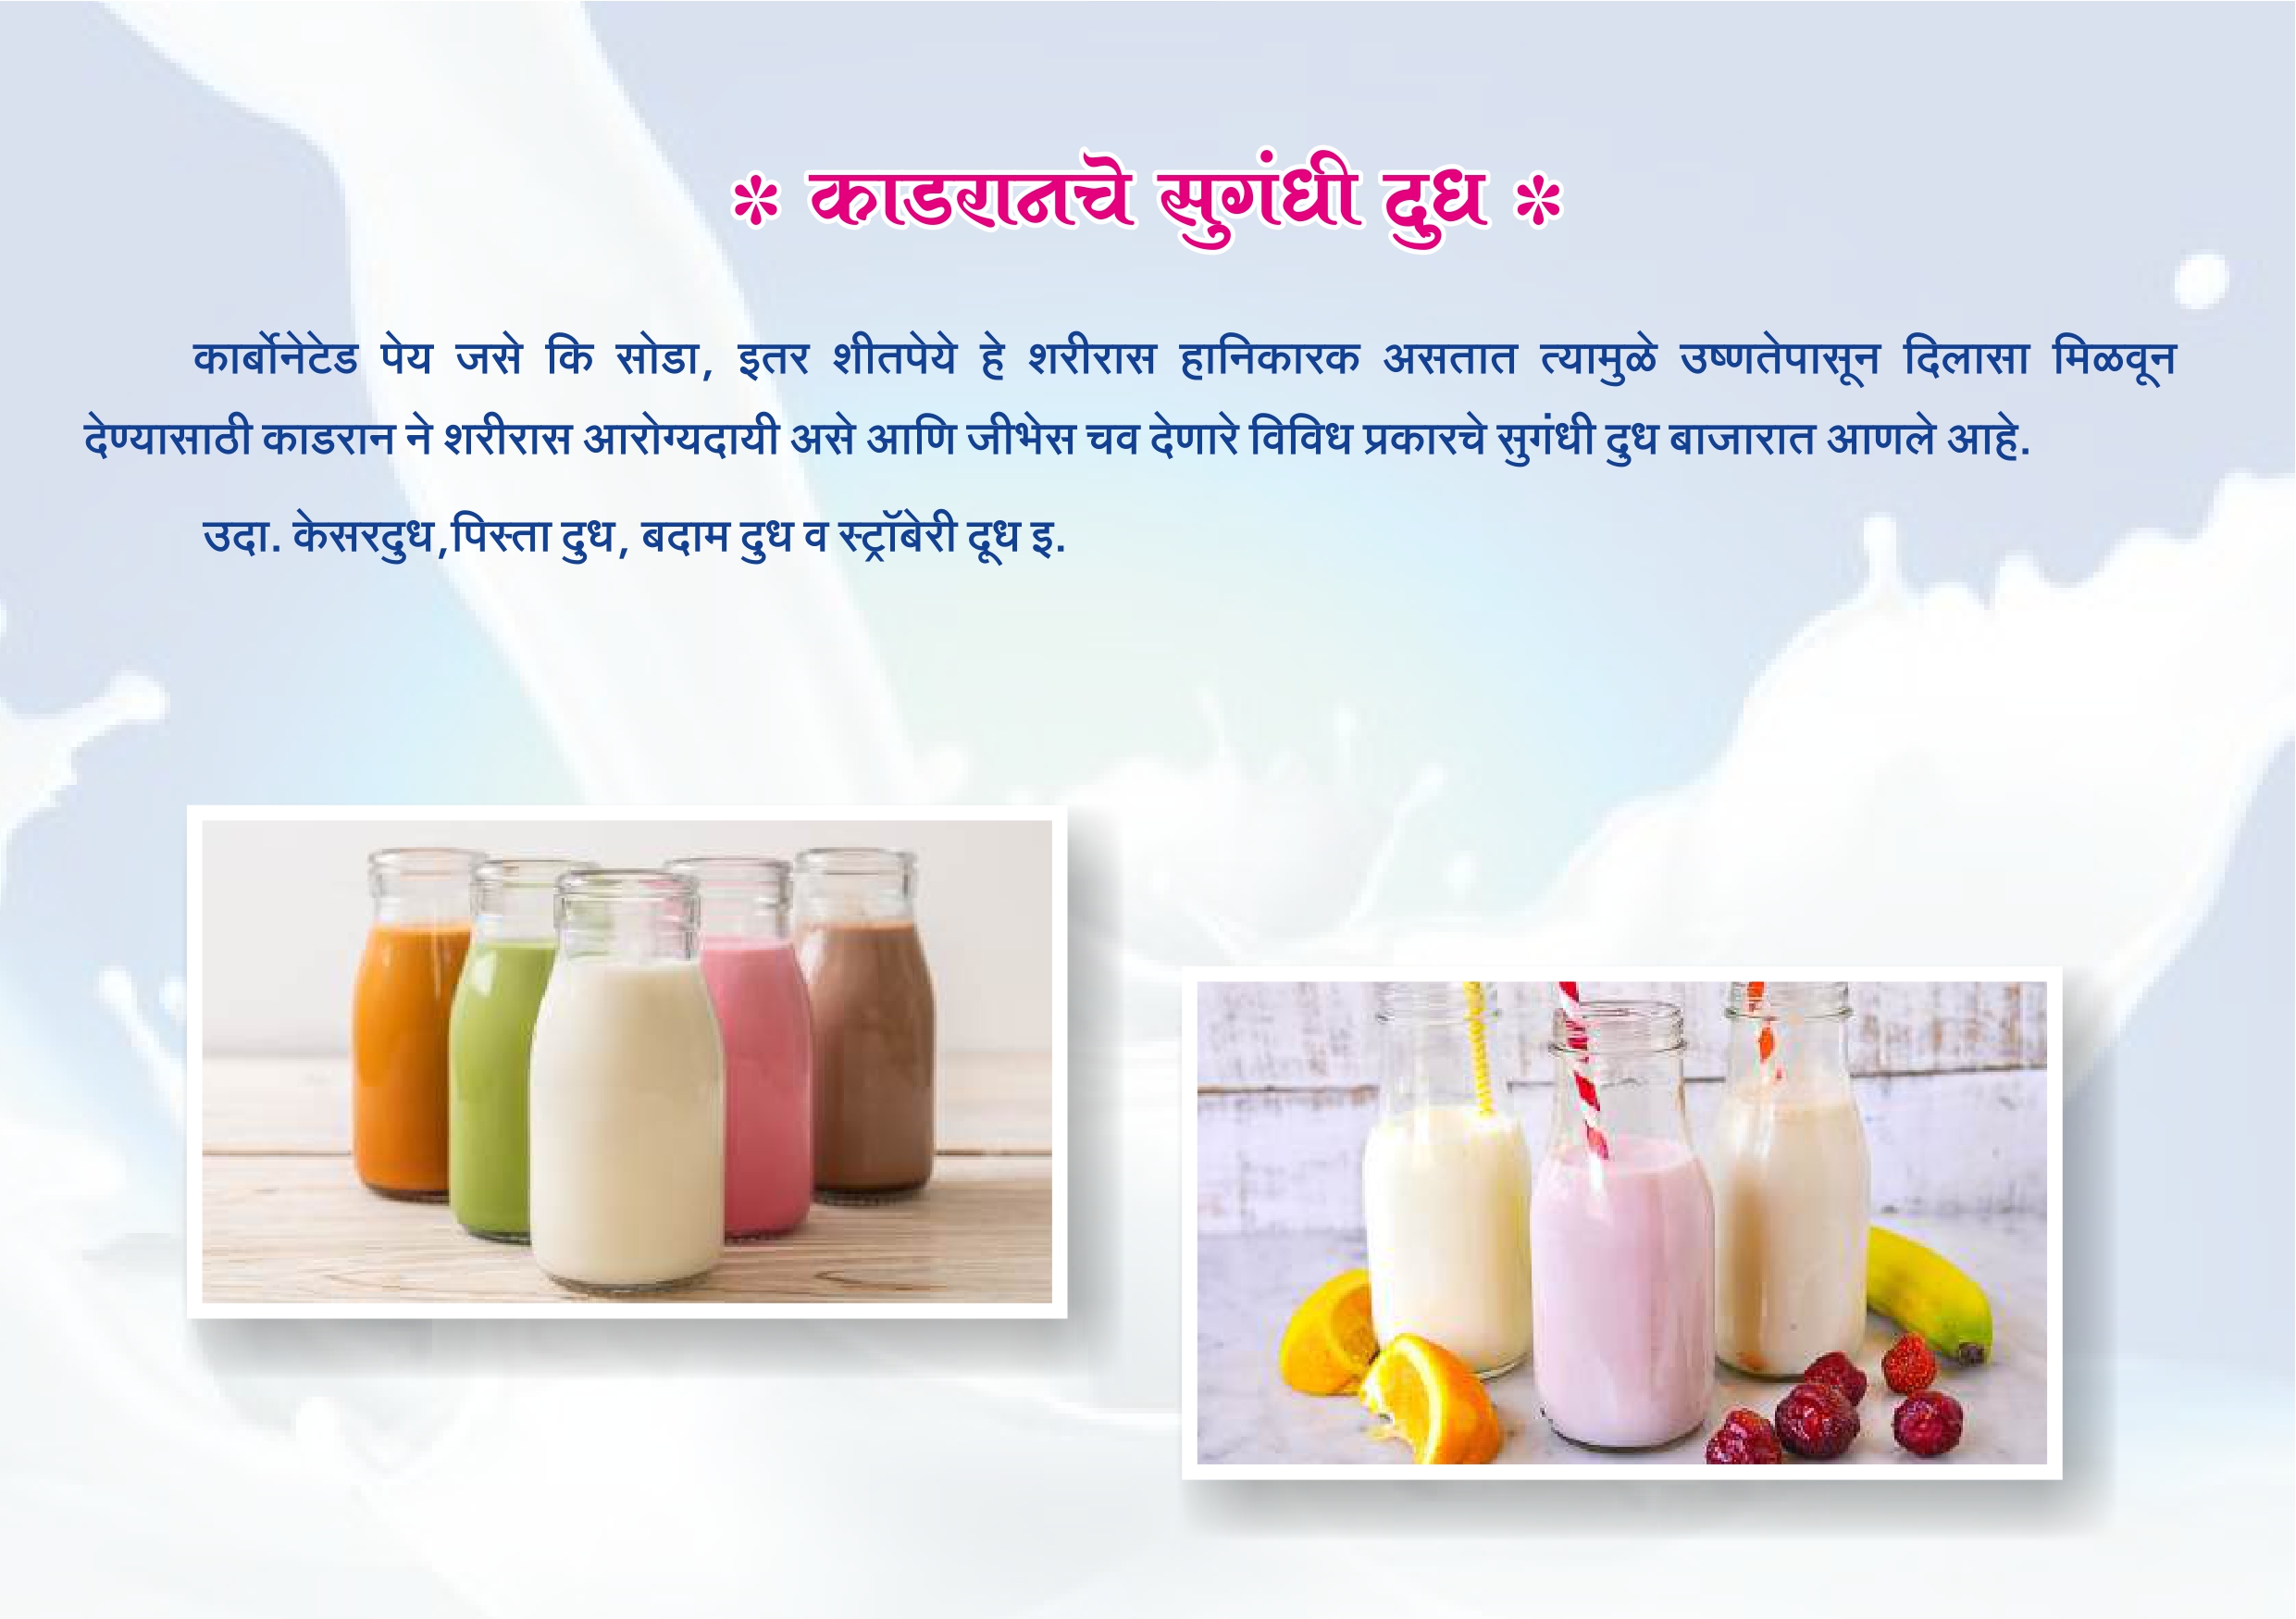 * काडरानचे सुगंधी दुध *
कार्बोनेटेड पेय जसे कि सोडा, इतर शीतपेये हे शरीरास हानिकारक असतात त्यामुळे उष्णतेपासून दिलासा मिळवून
देण्यासाठी काडरान ने शरीरास आरोग्यदायी असे आणि जीभेस चव देणारे विविध प्रकारचे सुगंधी दुध बाजारात आणले आहे.
उदा. केसरदुध,पिस्ता दुध, बदाम दुध व स्ट्रॉबेरी दूध इ.